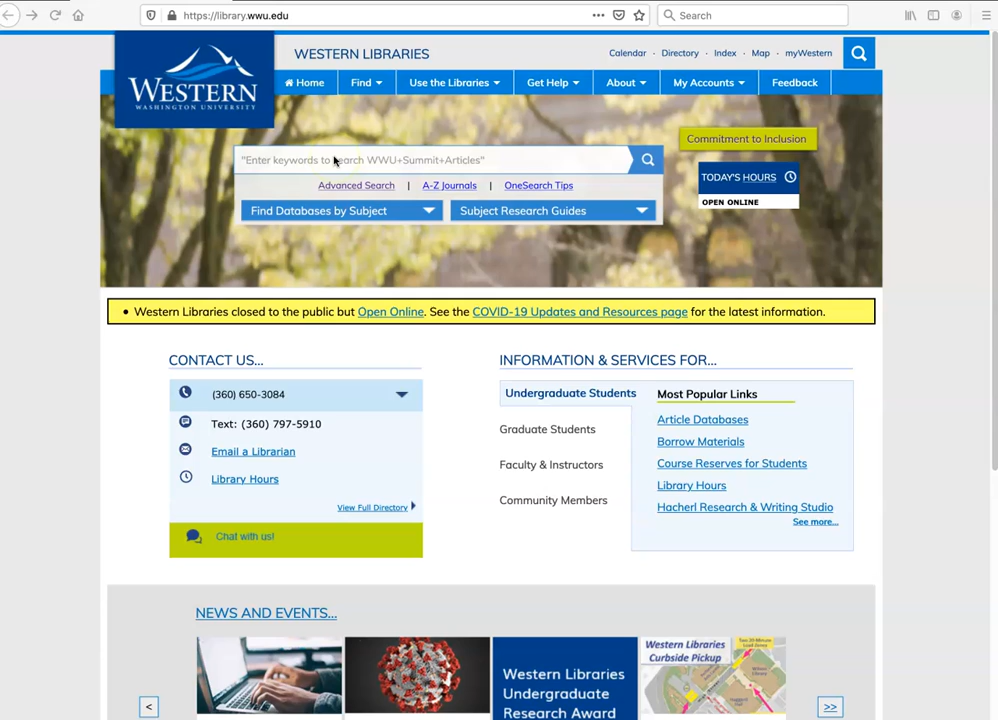 https://library.wwu.edu
Search
WESTERN LIBRARIES
Calendar · Directory · Index · Map · myWestern
WESTERN
WASHINGTON UNIVERSITY
Home Find Use the Libraries Get Help About My Accounts Feedback
Commitment to Inclusion
"Enter keywords to search WWU+Summit+Articles"
TODAY'S HOURS
Advanced Search | A-Z Journals | OneSearch Tips
OPEN ONLINE
Find Databases by Subject Subject Research Guides
• Western Libraries closed to the public but Open Online. See the COVID-19 Updates and Resources page for the latest information.
CONTACT US...
(360) 650-3084
Text: (360) 797-5910
Email a Librarian
Library Hours
View Full Directory
Chat with us!
INFORMATION & SERVICES FOR...
Undergraduate Students
Graduate Students
Faculty & Instructors
Community Members
Most Popular Links
Article Databases
Borrow Materials
Course Reserves for Students
Library Hours
Hacherl Research & Writing Studio
See more...
NEWS AND EVENTS...
Western Libraries
Undergraduate
Research Award
Western Libraries
Curbside Pickup
<
>>